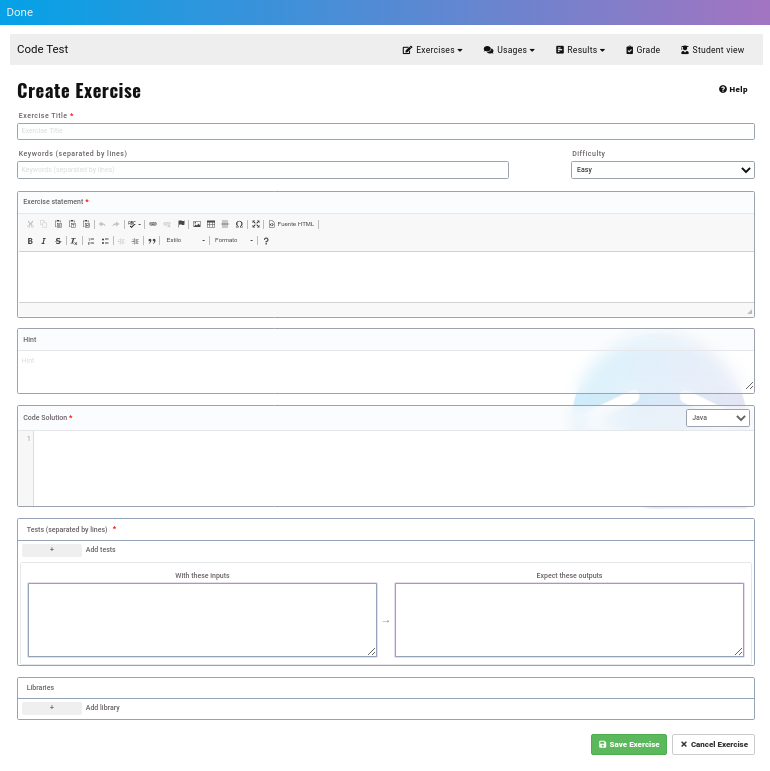 Done
Code Test
Exercises
Usages
Results
Grade
Student view
Create Exercise
Help
Exercise Title *
Exercise Title
Keywords (separated by lines)
Difficulty
Keywords (separated by lines)
Easy
Exercise statement *
Fuente HTML
B I S Tx
Estilo
Formato
?
Hint
Hint
Code Solution *
Java
1
Tests (separated by lines) *
+ Add tests
With these inputs
Expect these outputs
→
Libraries
+ Add library
Save Exercise
Cancel Exercise